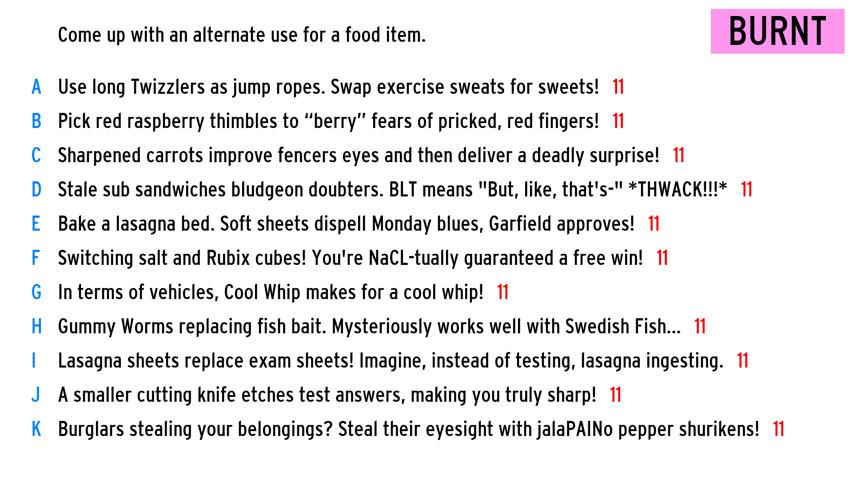 Come up with an alternate use for a food item.
BURNT
A Use long Twizzlers as jump ropes. Swap exercise sweats for sweets! 11
B Pick red raspberry thimbles to “berry” fears of pricked, red fingers! 11
C Sharpened carrots improve fencers eyes and then deliver a deadly surprise! 11
D Stale sub sandwiches bludgeon doubters. BLT means "But, like, that's-" *THWACK!!!* 11
E Bake a lasagna bed. Soft sheets dispell Monday blues, Garfield approves! 11
F Switching salt and Rubix cubes! You're NaCL-tually guaranteed a free win! 11
G In terms of vehicles, Cool Whip makes for a cool whip! 11
H Gummy Worms replacing fish bait. Mysteriously works well with Swedish Fish... 11
I Lasagna sheets replace exam sheets! Imagine, instead of testing, lasagna ingesting. 11
J A smaller cutting knife etches test answers, making you truly sharp! 11
K Burglars stealing your belongings? Steal their eyesight with jalaPAINo pepper shurikens! 11